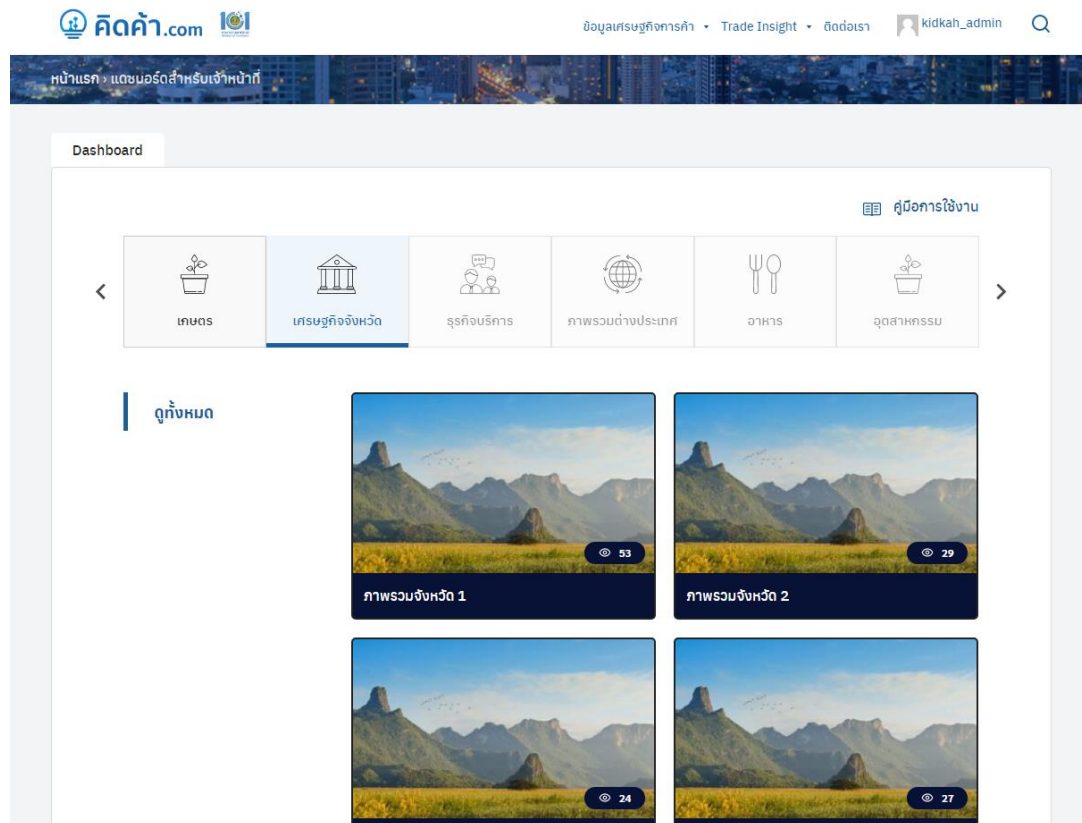 คิดค้า.com
ข้อมูลเศรษฐกิจการค้า Trade Insight ติดต่อเรา kidkah_admin
หน้าแรก › แดชบอร์ดสำหรับเจ้าหน้าที่
Dashboard
คู่มือการใช้งาน
เกษตร เศรษฐกิจจังหวัด ธุรกิจบริการ ภาพรวมต่างประเทศ อาหาร อุตสาหกรรม
ดูทั้งหมด
53 29
ภาพรวมจังหวัด 1 ภาพรวมจังหวัด 2
24 27